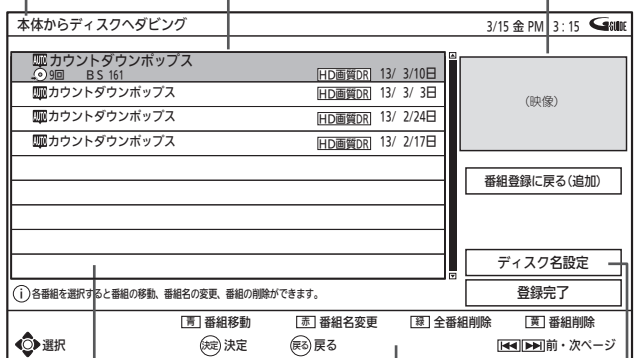 本体からディスクへダビング
3/15 金 PM 3:15 GGUIDE
カウントダウンポップス
9回 BS 161 HD画質DR 13/ 3/10日
カウントダウンポップス HD画質DR 13/ 3/ 3日
カウントダウンポップス HD画質DR 13/ 2/24日
カウントダウンポップス HD画質DR 13/ 2/17日
(映像)
番組登録に戻る(追加)
ディスク名設定
登録完了
i 各番組を選択すると番組の移動、番組名の変更、番組の削除ができます。
青 番組移動 赤 番組名変更 緑 全番組削除 黄 番組削除
選択 決定 決定 戻る 戻る 前・次ページ